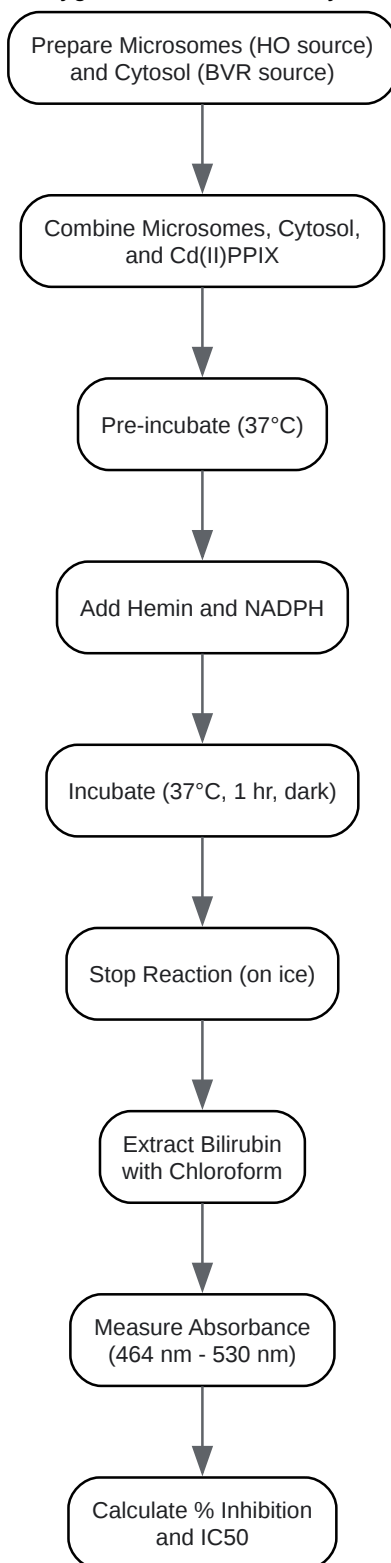 Prepare Microsomes (HO source)
and Cytosol (BVR source)
Combine Microsomes, Cytosol,
and Cd(II)PPIX
Pre-incubate (37°C)
Add Hemin and NADPH
Incubate (37°C, 1 hr, dark)
Stop Reaction (on ice)
Extract Bilirubin
with Chloroform
Measure Absorbance
(464 nm - 530 nm)
Calculate % Inhibition
and IC50